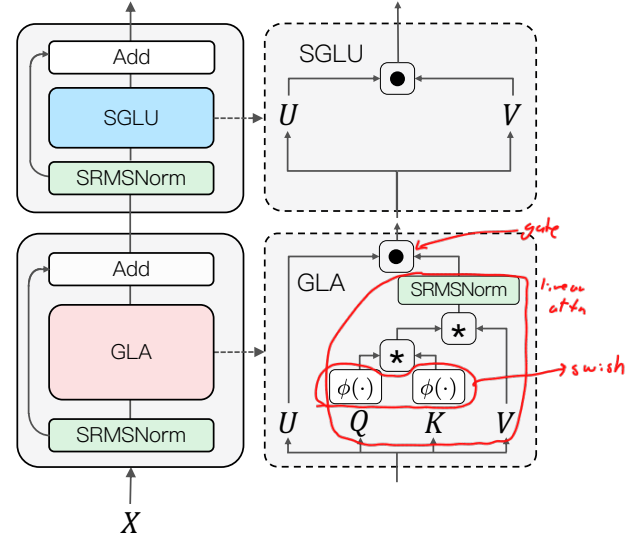 Add
SGLU
SRMSNorm
Add
GLA
SRMSNorm
X
SGLU
U
V
gate
GLA
SRMSNorm
linear
attn
*
*
ϕ(·)
ϕ(·)
swish
U
Q
K
V